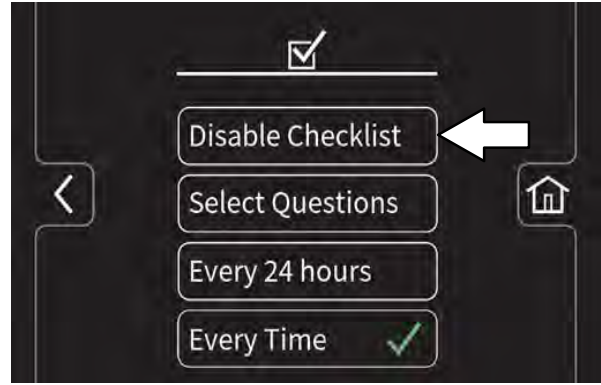 Disable Checklist
Select Questions
Every 24 hours
Every Time